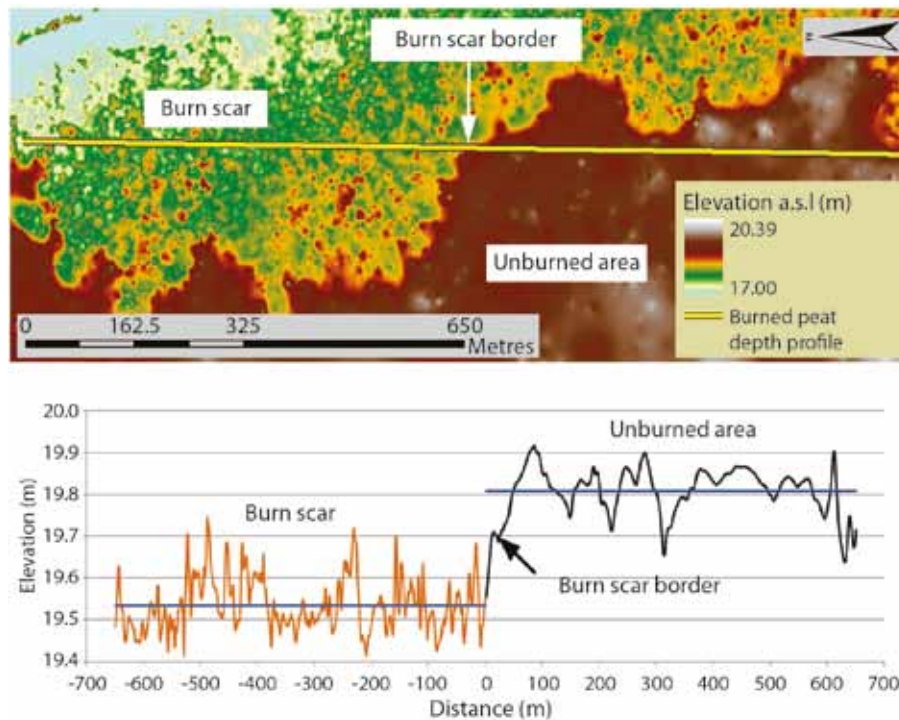 Burn scar border
Burn scar
Unburned area
Elevation a.s.l (m)
20.39
17.00
Burned peat
depth profile
0 162.5 325 650
Metres
20.0
19.9
19.8
19.7
19.6
19.5
19.4
Elevation (m)
Burn scar
Unburned area
Burn scar border
-700 -600 -500 -400 -300 -200 -100 0 100 200 300 400 500 600 700
Distance (m)